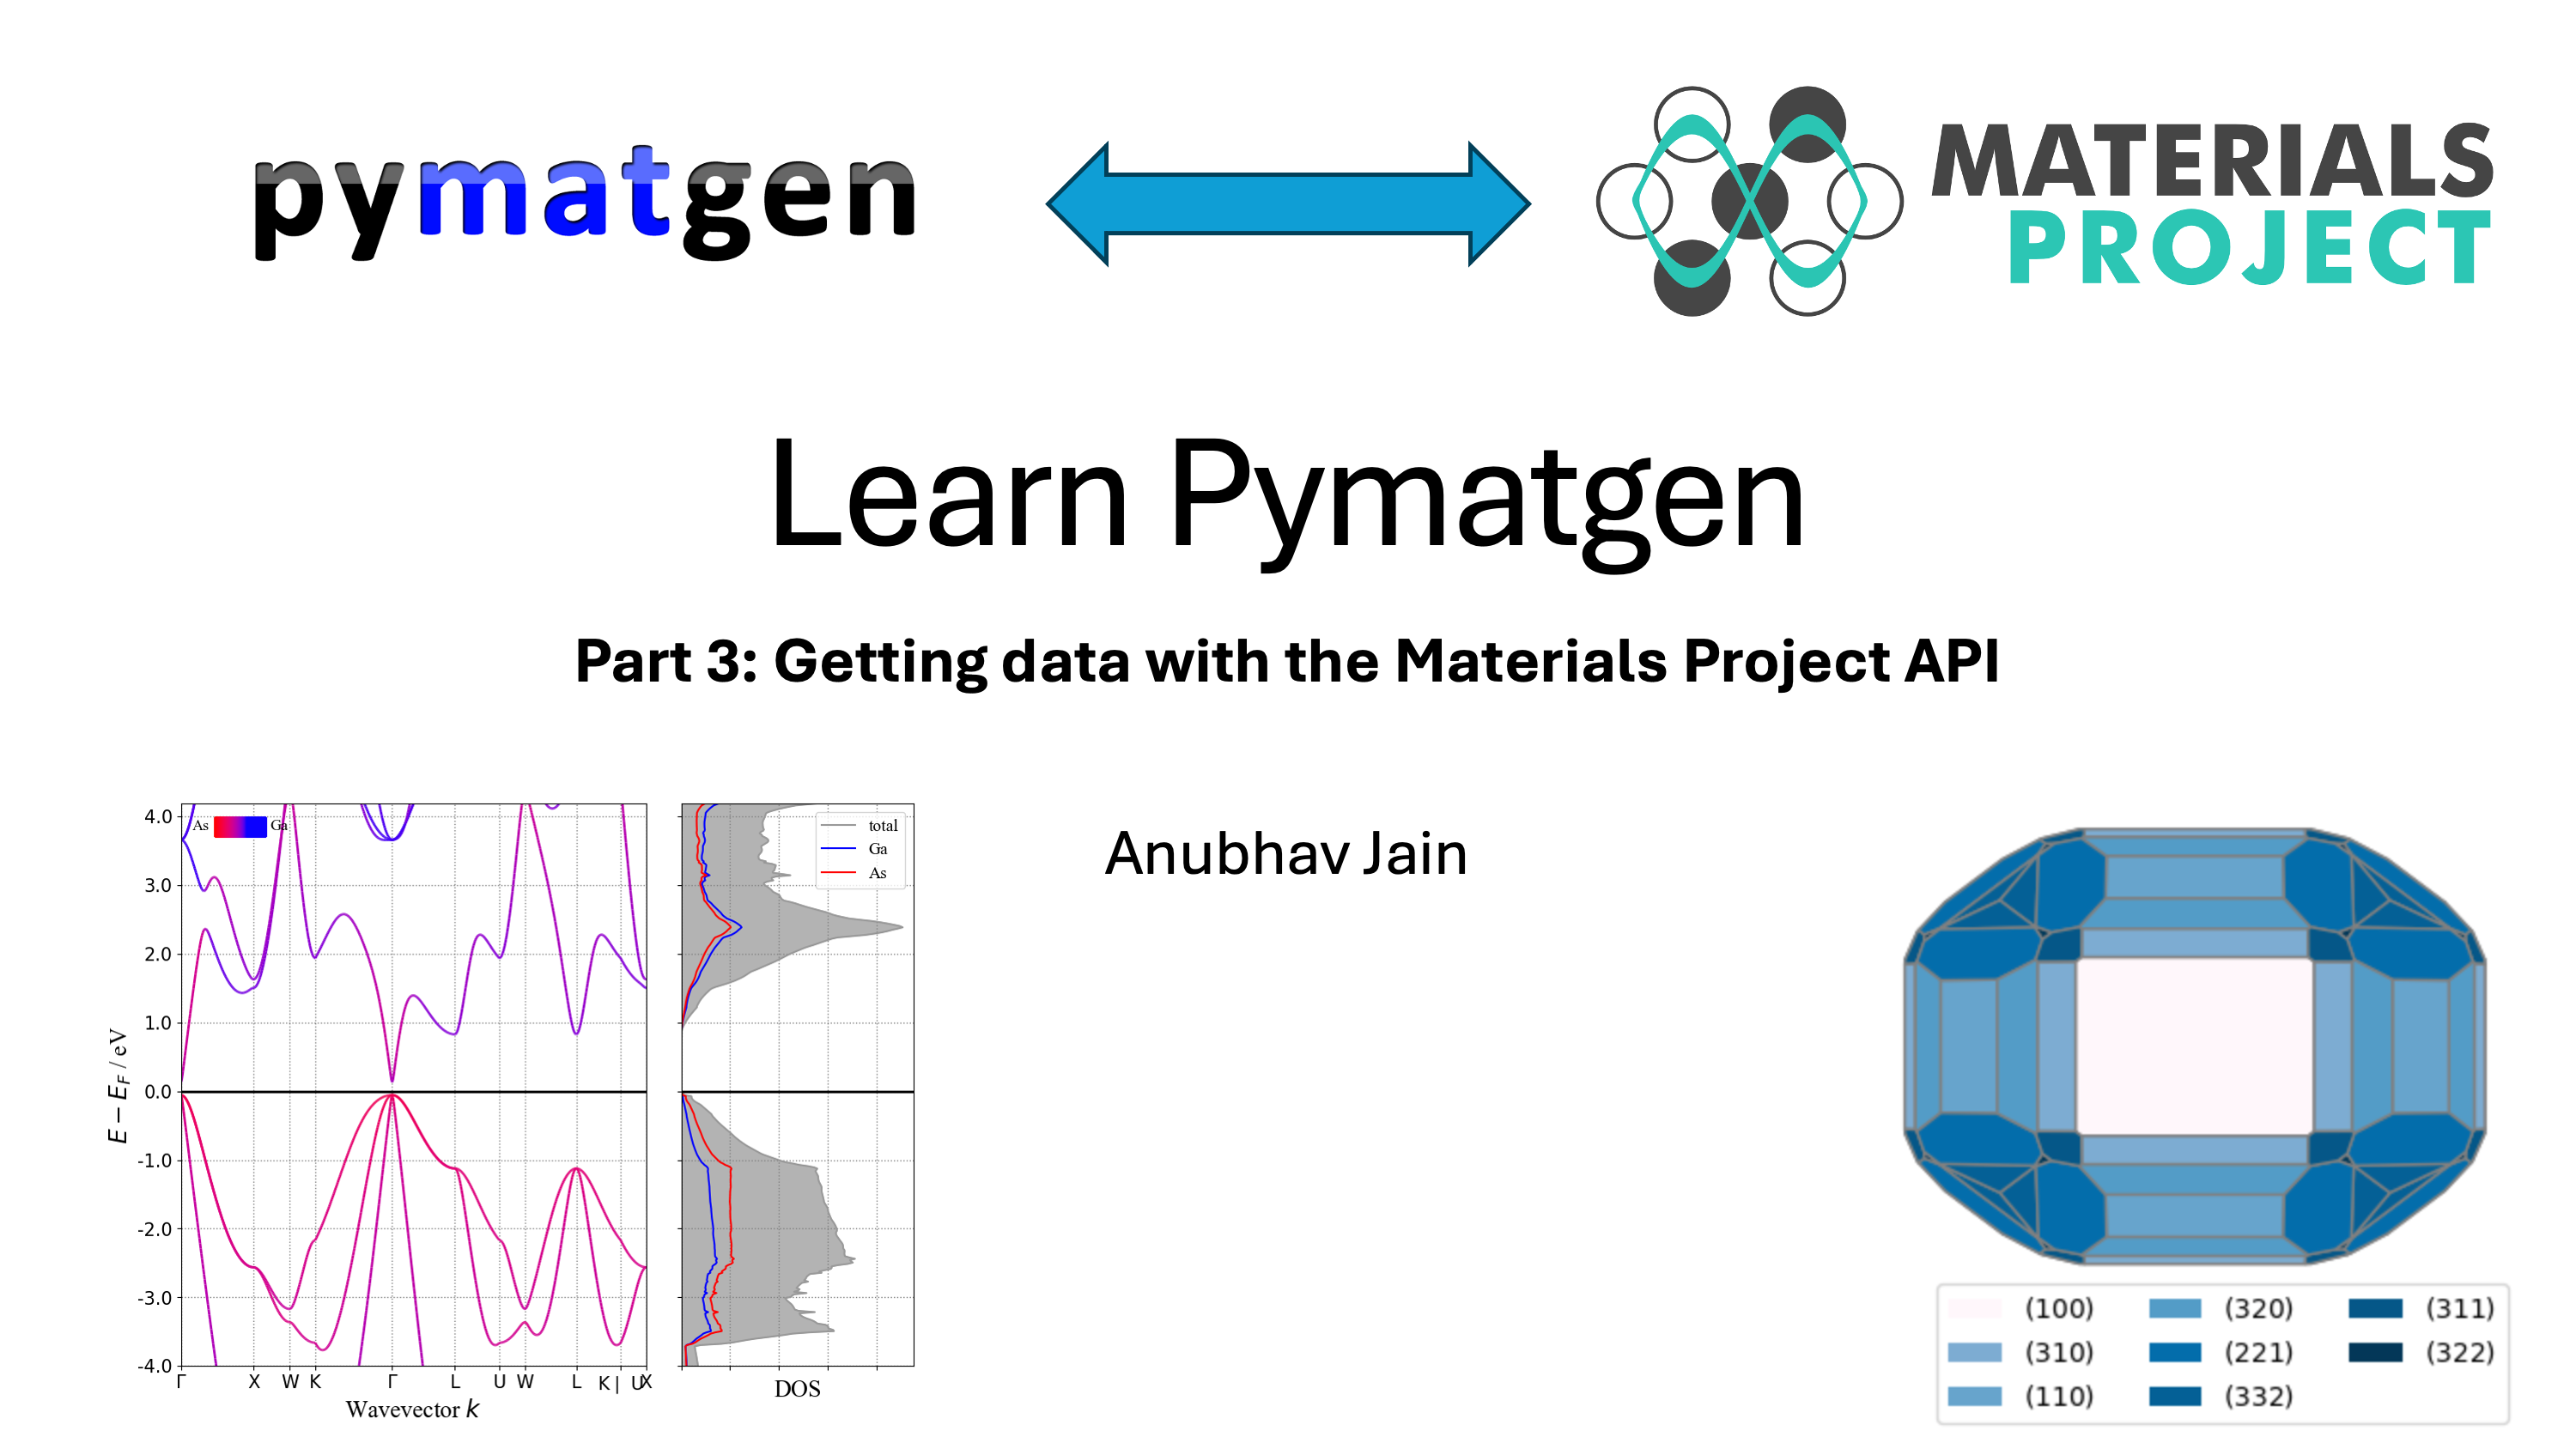 pymatgen
MATERIALS
PROJECT
Learn Pymatgen
Part 3: Getting data with the Materials Project API
Anubhav Jain
As Ga
4.0
3.0
2.0
1.0
0.0
-1.0
-2.0
-3.0
-4.0
E − E_F / eV
Γ X W K Γ L U W L K| UX
Wavevector k
total
Ga
As
DOS
(100) (320) (311)
(310) (221) (322)
(110) (332)